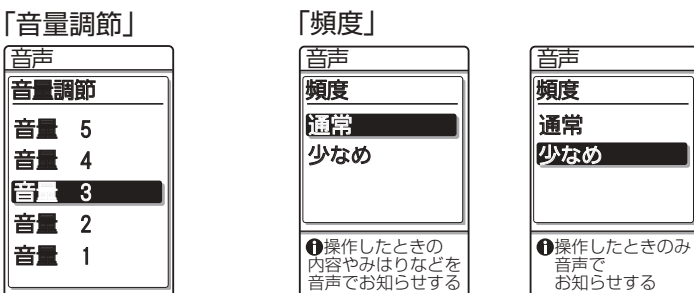 「音量調節」
音声
音量調節
音量 5
音量 4
音量 3
音量 2
音量 1
「頻度」
音声
頻度
通常
少なめ
❶操作したときの
内容やみはりなどを
音声でお知らせする
音声
頻度
通常
少なめ
❶操作したときのみ
音声で
お知らせする